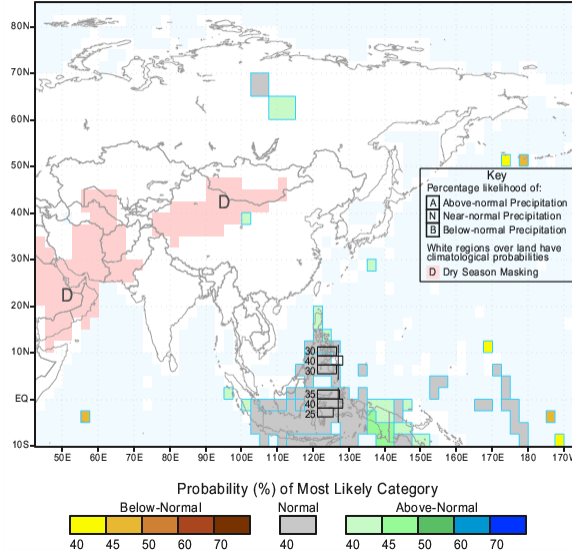 80N
70N
60N
50N
40N
30N
20N
10N
EQ
10S
50E 60E 70E 80E 90E 100E 110E 120E 130E 140E 150E 160E 170E 180 190W
D
D
30
40
30
35
40
25
Key
Percentage likelihood of:
A Above-normal Precipitation
N Near-normal Precipitation
B Below-normal Precipitation
White regions over land have
climatological probabilities
D Dry Season Masking
Probability (%) of Most Likely Category
Below-Normal Normal Above-Normal
40 45 50 60 70 40 40 45 50 60 70